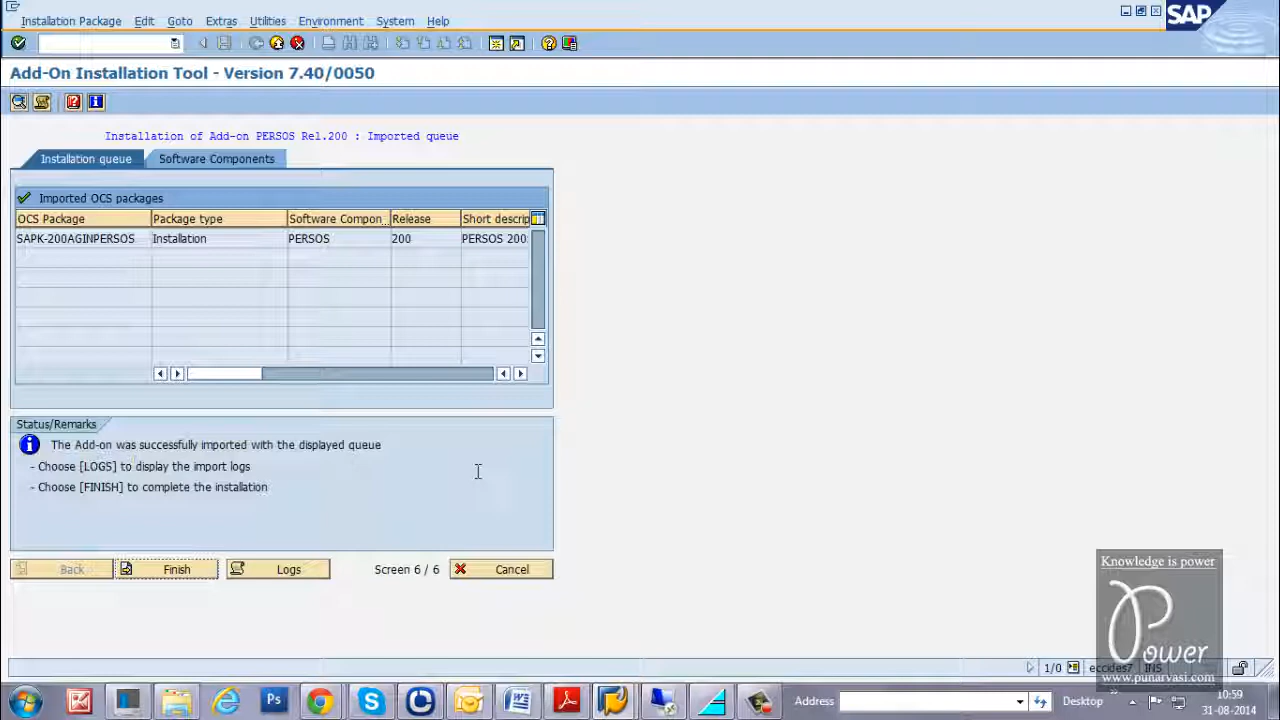 Installation Package Edit Goto Extras Utilities Environment System Help
SAP
Add-On Installation Tool - Version 7.40/0050
Installation of Add-on PERSOS Rel.200 : Imported queue
Installation queue Software Components
Imported OCS packages
OCS Package Package type Software Compon... Release Short descrip
SAPK-200AGINPERSOS Installation PERSOS 200 PERSOS 200:
Status/Remarks
The Add-on was successfully imported with the displayed queue
- Choose [LOGS] to display the import logs
- Choose [FINISH] to complete the installation
Back Finish Logs Screen 6 / 6 Cancel
Knowledge is power
Power
www.punarvasi.com
1/0 eccides7 INS
Ps Address Desktop
10:59
31-08-2014